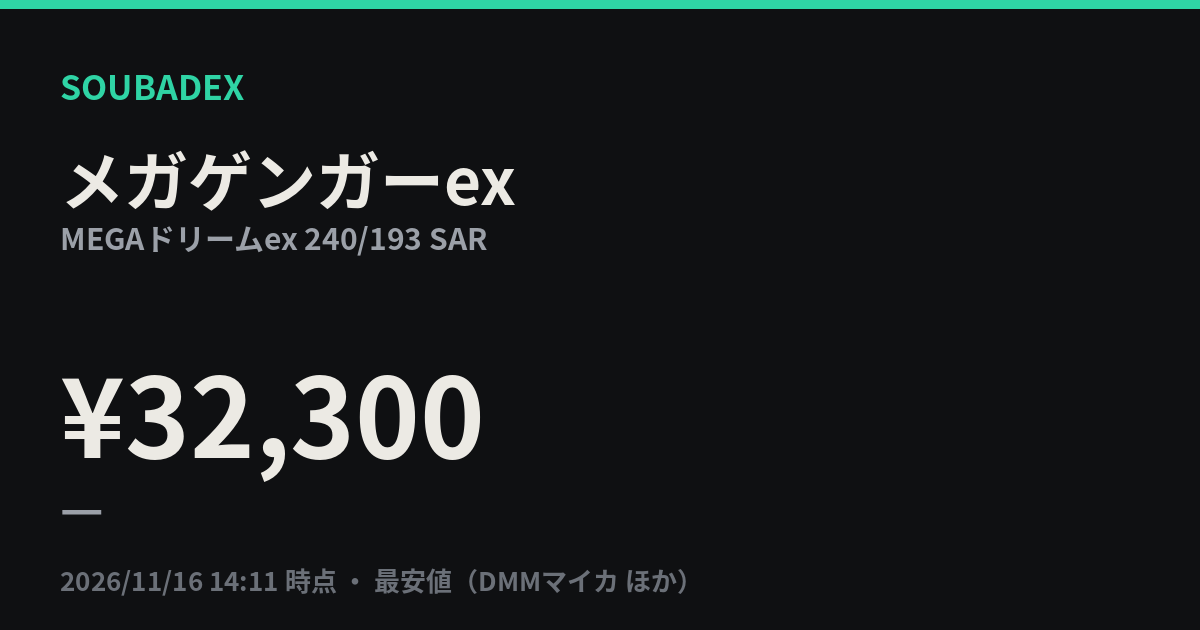 SOUBADEX
メガゲンガーex
MEGAドリームex 240/193 SAR
¥32,300
—
2026/11/16 14:11 時点 ・ 最安値（DMMマイカ ほか）